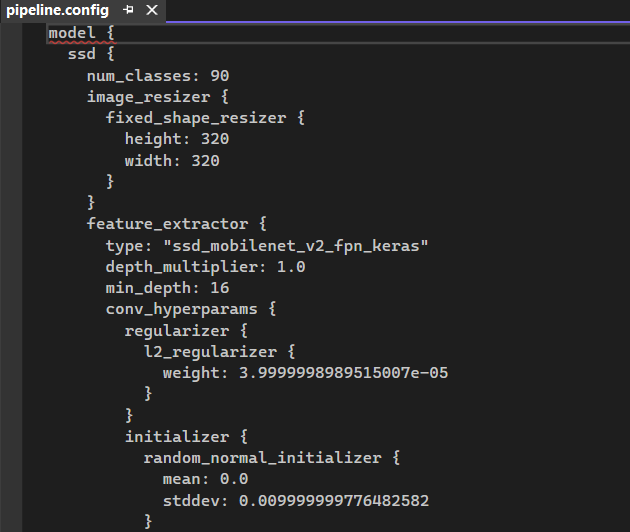 pipeline.config
model {
ssd {
num_classes: 90
image_resizer {
fixed_shape_resizer {
height: 320
width: 320
}
}
feature_extractor {
type: "ssd_mobilenet_v2_fpn_keras"
depth_multiplier: 1.0
min_depth: 16
conv_hyperparams {
regularizer {
l2_regularizer {
weight: 3.9999998989515007e-05
}
}
initializer {
random_normal_initializer {
mean: 0.0
stddev: 0.009999999776482582
}